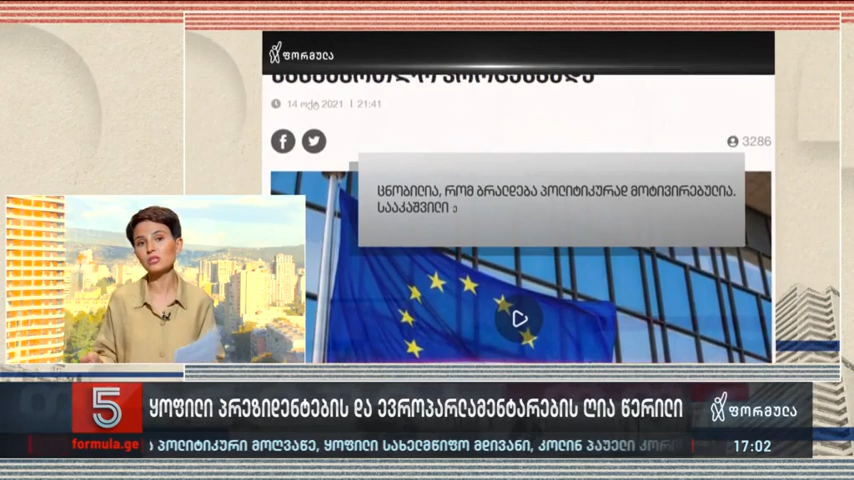 ფორმულა
14 ოქტ 2021 | 21:41
3286
ცნობილია, რომ ბრალდება პოლიტიკურად მოტივირებულია.
სააკაშვილი
5
ყოფილი პრეზიდენტების და ევროპარლამენტარების ღია წერილი
ფორმულა
formula.ge
პოლიტიკური მოღვაწე, ყოფილი სახელმწიფო მდივანი, კოლინ პაუელი
17:02